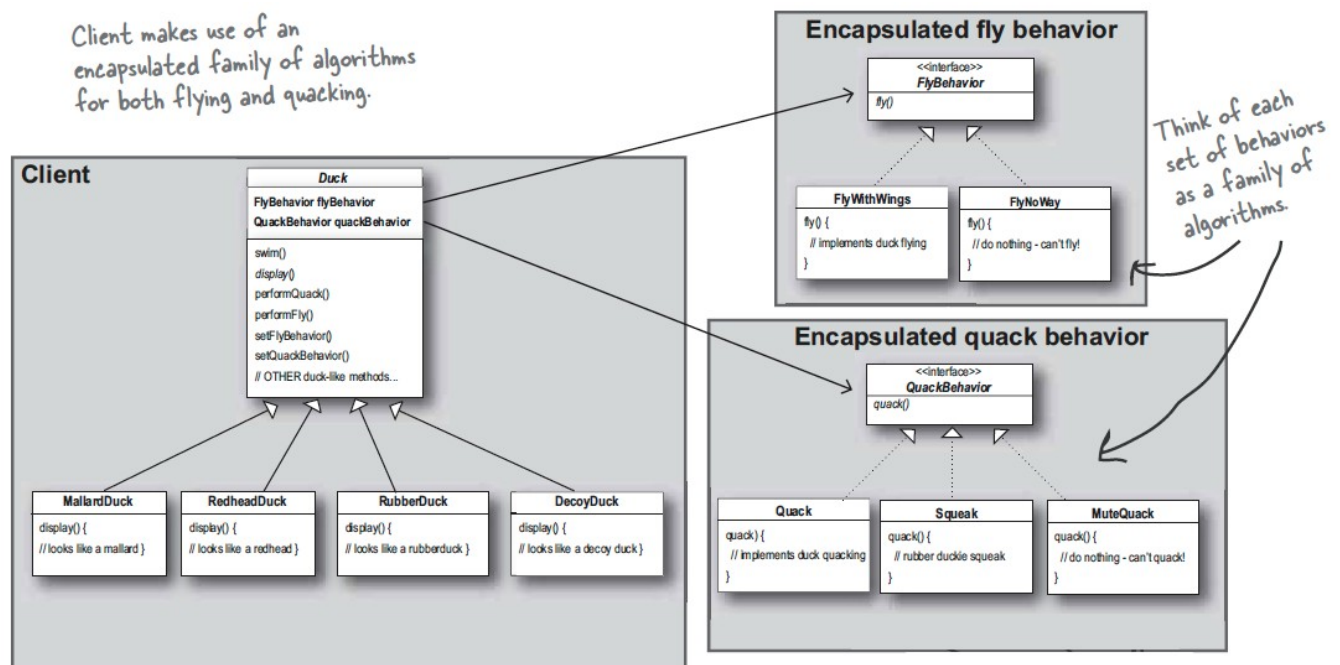 Client makes use of an
encapsulated family of algorithms
for both flying and quacking.
Client
Duck
FlyBehavior flyBehavior
QuackBehavior quackBehavior
swim()
display()
performQuack()
performFly()
setFlyBehavior()
setQuackBehavior()
// OTHER duck-like methods...
MallardDuck
display() {
// looks like a mallard }
RedheadDuck
display() {
// looks like a redhead }
RubberDuck
display() {
// looks like a rubberduck }
DecoyDuck
display() {
// looks like a decoy duck }
Encapsulated fly behavior
<<interface>>
FlyBehavior
fly()
FlyWithWings
fly() {
// implements duck flying
}
FlyNoWay
fly() {
// do nothing - can't fly!
}
Think of each
set of behaviors
as a family of
algorithms.
Encapsulated quack behavior
<<interface>>
QuackBehavior
quack()
Quack
quack) {
// implements duck quacking
}
Squeak
quack() {
// rubber duckie squeak
}
MuteQuack
quack() {
// do nothing - can't quack!
}